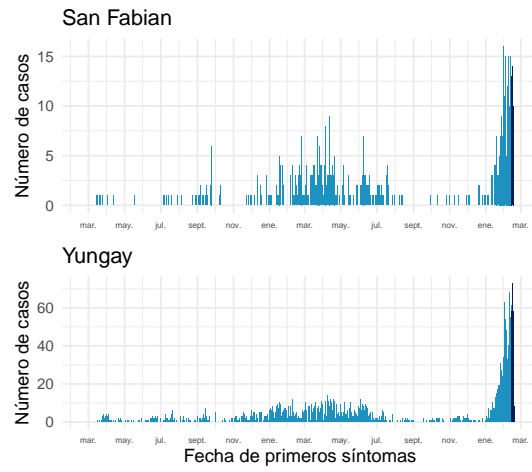 San Fabian
Número de casos
15
10
5
0
mar. may. jul. sept. nov. ene. mar. may. jul. sept. nov. ene. mar.
Yungay
Número de casos
60
40
20
0
mar. may. jul. sept. nov. ene. mar. may. jul. sept. nov. ene. mar.
Fecha de primeros síntomas